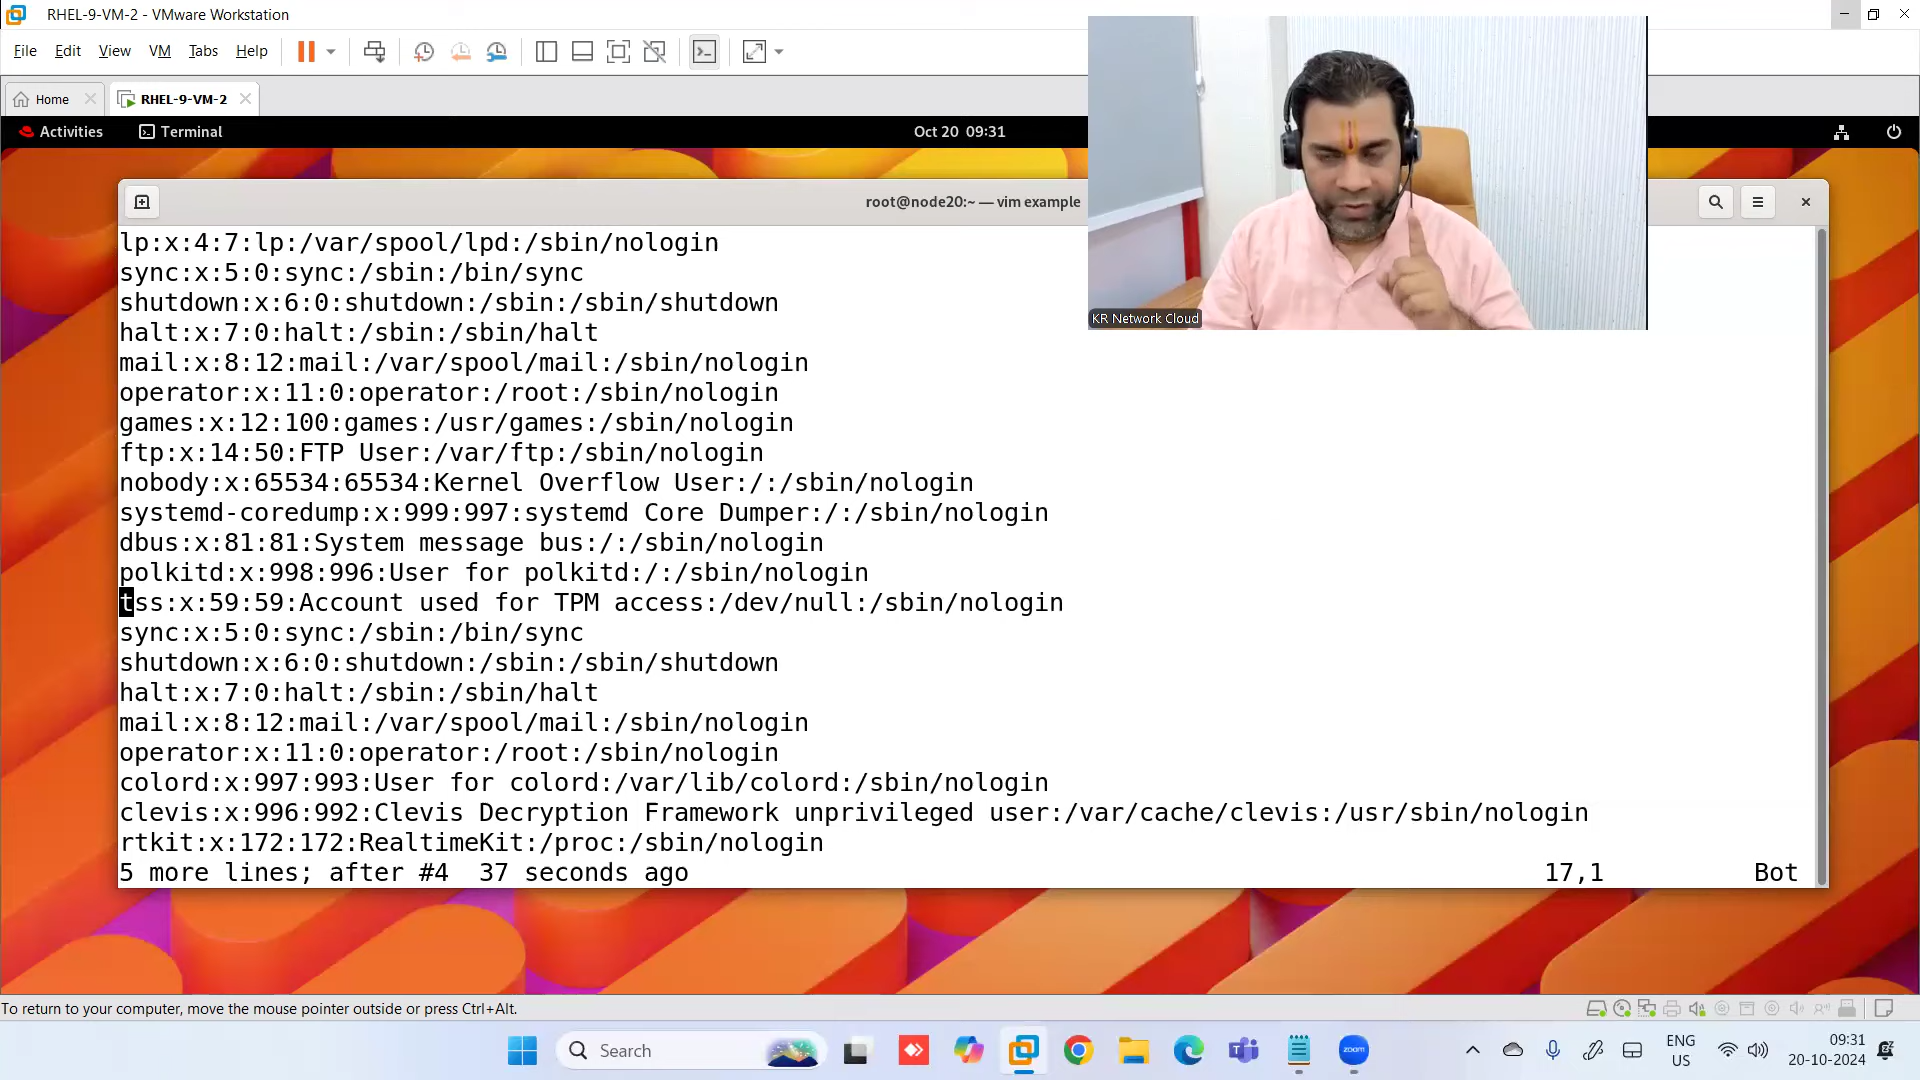 RHEL-9-VM-2 - VMware Workstation
File Edit View VM Tabs Help
Home RHEL-9-VM-2
Activities Terminal Oct 20 09:31
root@node20:~ — vim example
KR Network Cloud
lp:x:4:7:lp:/var/spool/lpd:/sbin/nologin
sync:x:5:0:sync:/sbin:/bin/sync
shutdown:x:6:0:shutdown:/sbin:/sbin/shutdown
halt:x:7:0:halt:/sbin:/sbin/halt
mail:x:8:12:mail:/var/spool/mail:/sbin/nologin
operator:x:11:0:operator:/root:/sbin/nologin
games:x:12:100:games:/usr/games:/sbin/nologin
ftp:x:14:50:FTP User:/var/ftp:/sbin/nologin
nobody:x:65534:65534:Kernel Overflow User:/:/sbin/nologin
systemd-coredump:x:999:997:systemd Core Dumper:/:/sbin/nologin
dbus:x:81:81:System message bus:/:/sbin/nologin
polkitd:x:998:996:User for polkitd:/:/sbin/nologin
tss:x:59:59:Account used for TPM access:/dev/null:/sbin/nologin
sync:x:5:0:sync:/sbin:/bin/sync
shutdown:x:6:0:shutdown:/sbin:/sbin/shutdown
halt:x:7:0:halt:/sbin:/sbin/halt
mail:x:8:12:mail:/var/spool/mail:/sbin/nologin
operator:x:11:0:operator:/root:/sbin/nologin
colord:x:997:993:User for colord:/var/lib/colord:/sbin/nologin
clevis:x:996:992:Clevis Decryption Framework unprivileged user:/var/cache/clevis:/usr/sbin/nologin
rtkit:x:172:172:RealtimeKit:/proc:/sbin/nologin
5 more lines; after #4 37 seconds ago 17,1 Bot
To return to your computer, move the mouse pointer outside or press Ctrl+Alt.
Search zoom ENG 09:31
US 20-10-2024